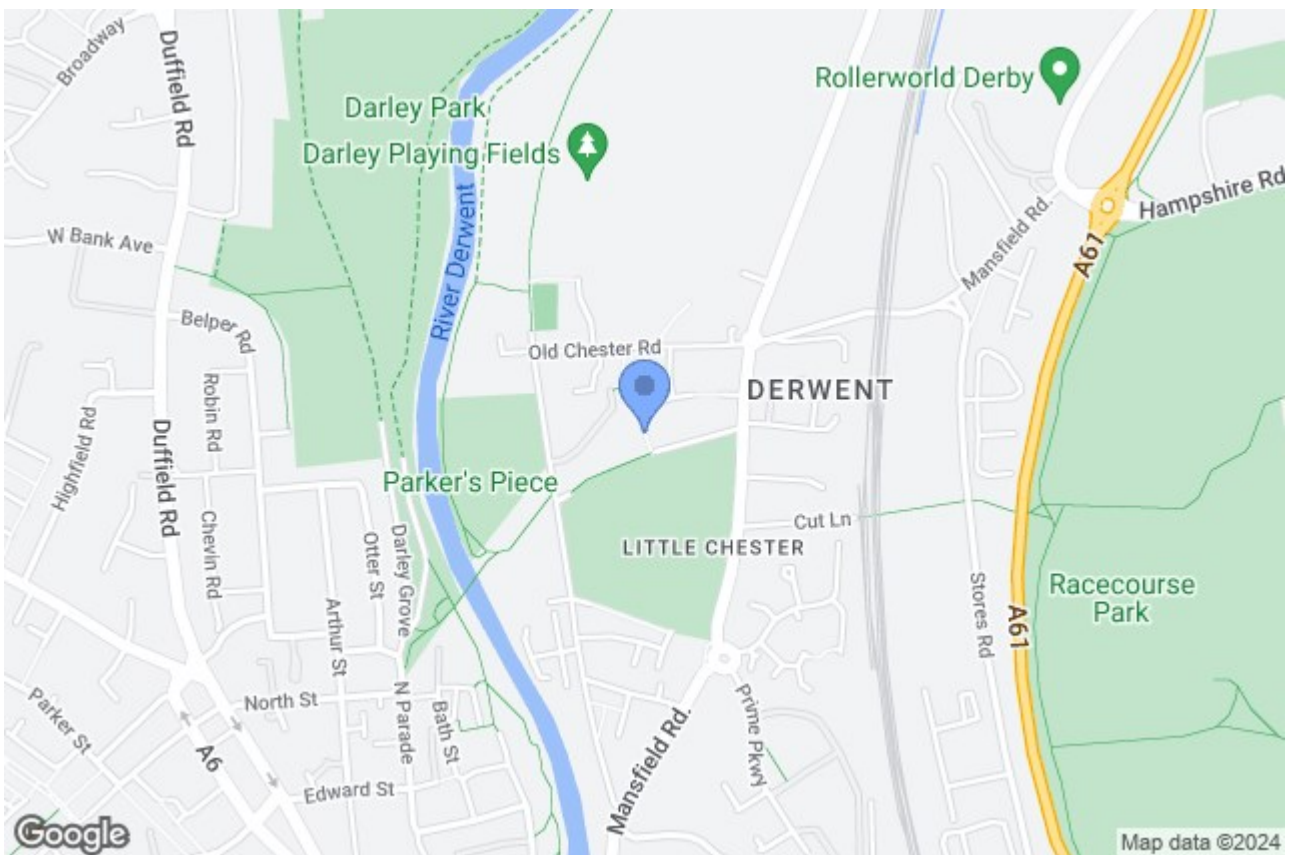 Broadway
Duffield Rd
Darley Park
Darley Playing Fields
Rollerworld Derby
Hampshire Rd
Mansfield Rd.
A61
W Bank Ave
River Derwent
Belper Rd
Old Chester Rd
DERWENT
Robin Rd
Highfield Rd
Duffield Rd
Parker's Piece
Chevin Rd
Otter St
Darley Grove
Cut Ln
LITTLE CHESTER
Stores Rd
Racecourse
Park
A61
Arthur St
North St
N Parade
Bath St
Parker St
A6
Edward St
Mansfield Rd.
Prime Pkwy
Google
Map data ©2024